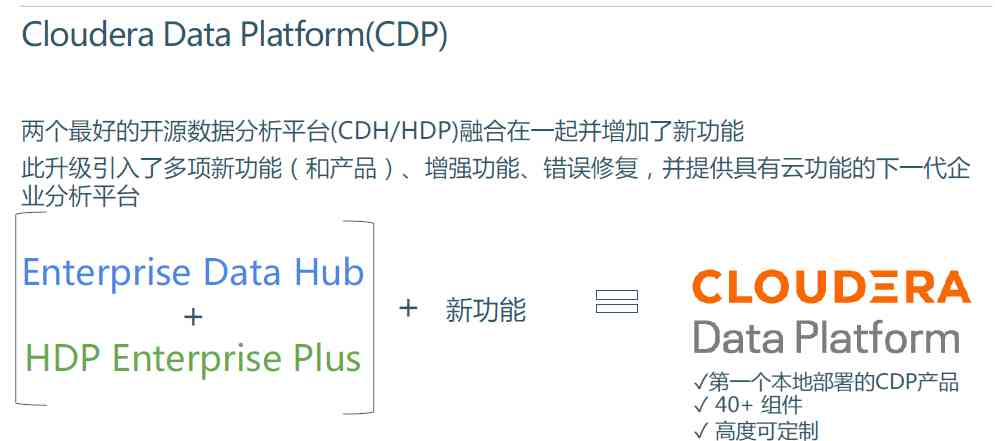 Cloudera Data Platform(CDP)
两个最好的开源数据分析平台(CDH/HDP)融合在一起并增加了新功能
此升级引入了多项新功能（和产品）、增强功能、错误修复，并提供具有云功能的下一代企
业分析平台
Enterprise Data Hub
+
HDP Enterprise Plus
+ 新功能
CLOUDERA
Data Platform
✓第一个本地部署的CDP产品
✓ 40+ 组件
✓ 高度可定制